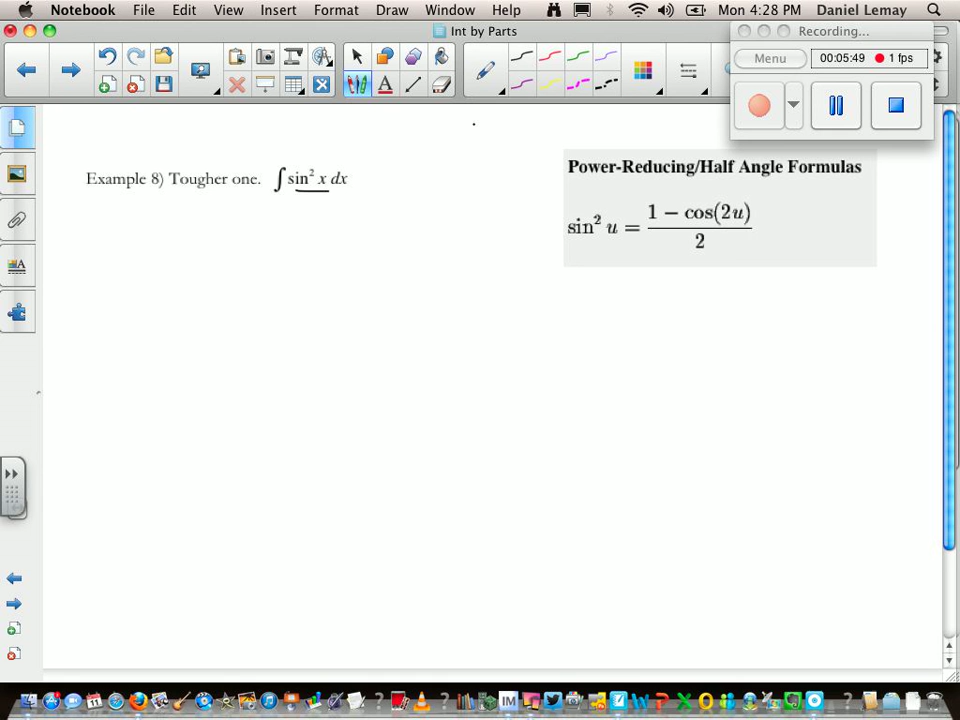 Notebook File Edit View Insert Format Draw Window Help Mon 4:28 PM Daniel Lemay
Int by Parts
Recording...
Menu 00:05:49 1 fps
Example 8) Tougher one. ∫ sin² x dx
Power-Reducing/Half Angle Formulas
sin² u = (1 − cos(2u))/2